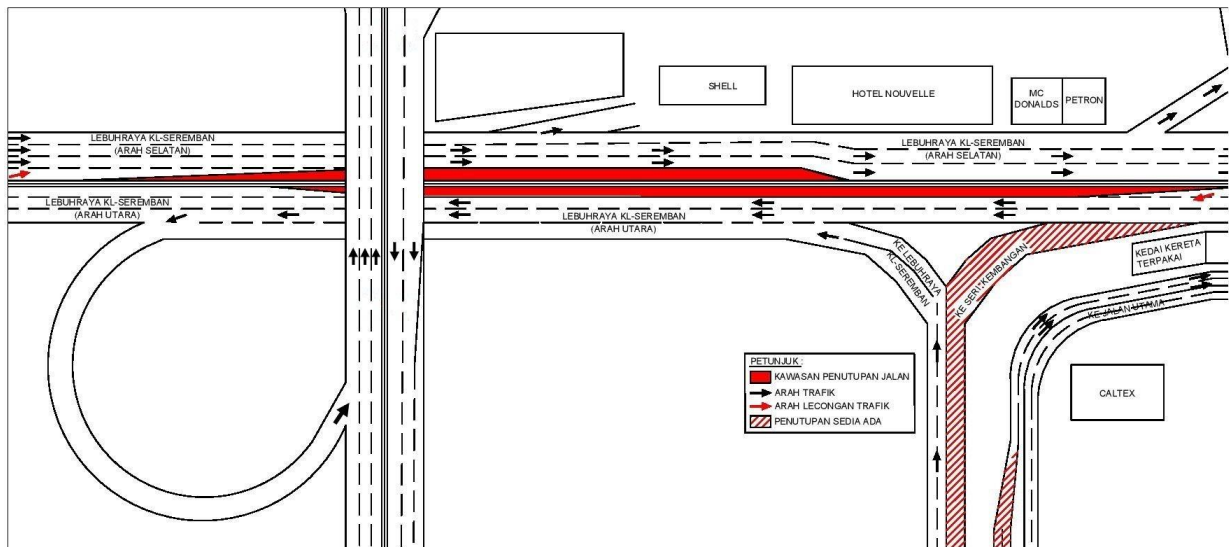 SHELL
HOTEL NOUVELLE
MC
DONALDS
PETRON
LEBUHRAYA KL-SEREMBAN
(ARAH SELATAN)
LEBUHRAYA KL-SEREMBAN
(ARAH SELATAN)
LEBUHRAYA KL-SEREMBAN
(ARAH UTARA)
LEBUHRAYA KL-SEREMBAN
(ARAH UTARA)
KE LEBUHRAYA
KL-SEREMBAN
KE SERI KEMBANGAN
KEDAI KERETA
TERPAKAI
KE JALAN UTAMA
CALTEX
PETUNJUK :
KAWASAN PENUTUPAN JALAN
ARAH TRAFIK
ARAH LECONGAN TRAFIK
PENUTUPAN SEDIA ADA